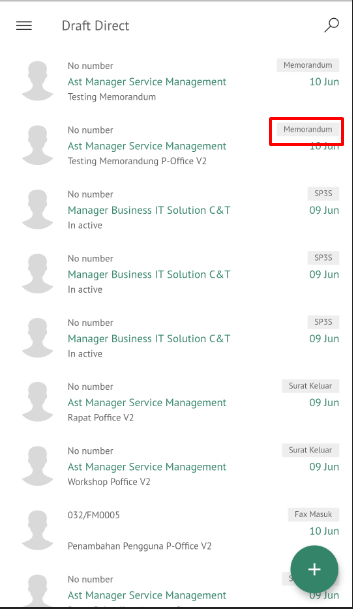 Draft Direct
No number
Memorandum
Ast Manager Service Management
10 Jun
Testing Memorandum
No number
Memorandum
Ast Manager Service Management
10 Jun
Testing Memorandung P-Office V2
No number
SP3S
Manager Business IT Solution C&T
09 Jun
In active
No number
SP3S
Manager Business IT Solution C&T
09 Jun
In active
No number
SP3S
Manager Business IT Solution C&T
09 Jun
In active
No number
Surat Keluar
Ast Manager Service Management
09 Jun
Rapat Poffice V2
No number
Surat Keluar
Ast Manager Service Management
09 Jun
Workshop Poffice V2
032/FM0005
Fax Masuk
10 Jun
Penambahan Pengguna P-Office V2
No number
Ast Manager Service Management
09 Jun